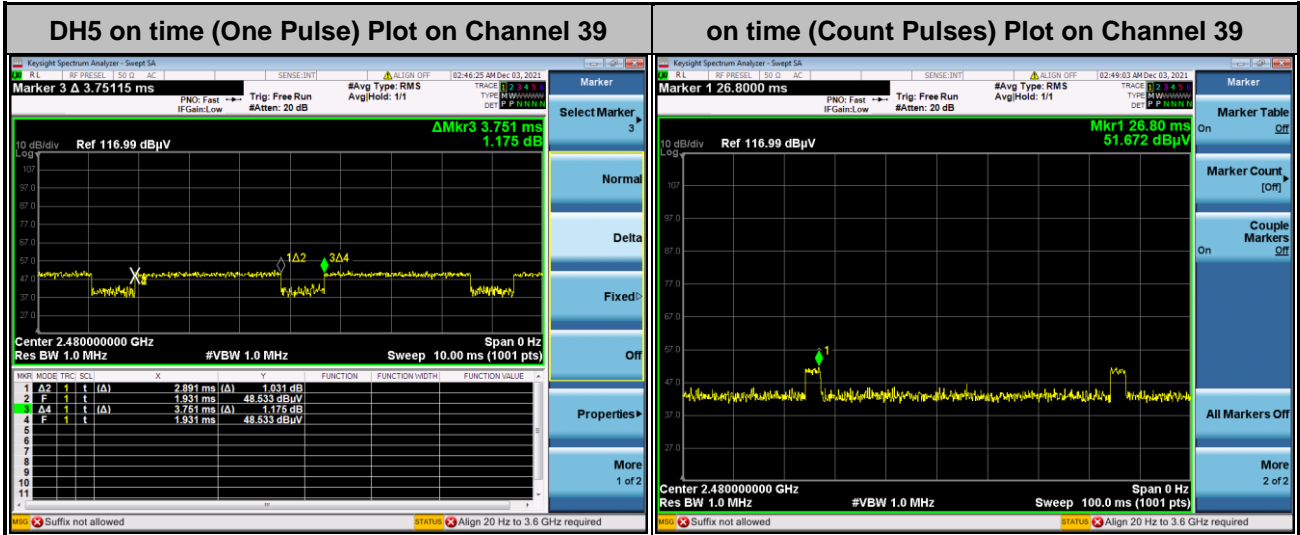 DH5 on time (One Pulse) Plot on Channel 39
on time (Count Pulses) Plot on Channel 39
Keysight Spectrum Analyzer - Swept SA
RL RF PRESEL 50 Ω AC SENSE:INT ALIGN OFF 02:46:25 AM Dec 03, 2021
Marker 3 Δ 3.75115 ms
PNO: Fast
IFGain:Low
Trig: Free Run
#Atten: 20 dB
#Avg Type: RMS
Avg|Hold: 1/1
TRACE 1 2 3 4 5 6
TYPE MWWWWW
DET P P N N N N
ΔMkr3 3.751 ms
1.175 dB
10 dB/div Ref 116.99 dBµV
Log
107
97.0
87.0
77.0
67.0
57.0
47.0
37.0
27.0
1Δ2
3Δ4
Center 2.480000000 GHz Span 0 Hz
Res BW 1.0 MHz #VBW 1.0 MHz Sweep 10.00 ms (1001 pts)
MKR MODE TRC SCL X Y FUNCTION FUNCTION WIDTH FUNCTION VALUE
1 Δ2 1 t (Δ) 2.891 ms (Δ) 1.031 dB
2 F 1 t 1.931 ms 48.533 dBµV
3 Δ4 1 t (Δ) 3.751 ms (Δ) 1.175 dB
4 F 1 t 1.931 ms 48.533 dBµV
5
6
7
8
9
10
11
MSG Suffix not allowed STATUS Align 20 Hz to 3.6 GHz required
Marker
Select Marker
3
Normal
Delta
Fixed
Off
Properties
More
1 of 2
Keysight Spectrum Analyzer - Swept SA
RL RF PRESEL 50 Ω AC SENSE:INT ALIGN OFF 02:49:03 AM Dec 03, 2021
Marker 1 26.8000 ms
PNO: Fast
IFGain:Low
Trig: Free Run
#Atten: 20 dB
#Avg Type: RMS
Avg|Hold: 1/1
TRACE 1 2 3 4 5 6
TYPE MWWWWW
DET P P N N N N
Mkr1 26.80 ms
51.672 dBµV
10 dB/div Ref 116.99 dBµV
Log
107
97.0
87.0
77.0
67.0
57.0
47.0
37.0
27.0
1
Center 2.480000000 GHz Span 0 Hz
Res BW 1.0 MHz #VBW 1.0 MHz Sweep 100.0 ms (1001 pts)
MSG Suffix not allowed STATUS Align 20 Hz to 3.6 GHz required
Marker
Marker Table
On Off
Marker Count
[Off]
Couple
Markers
On Off
All Markers Off
More
2 of 2